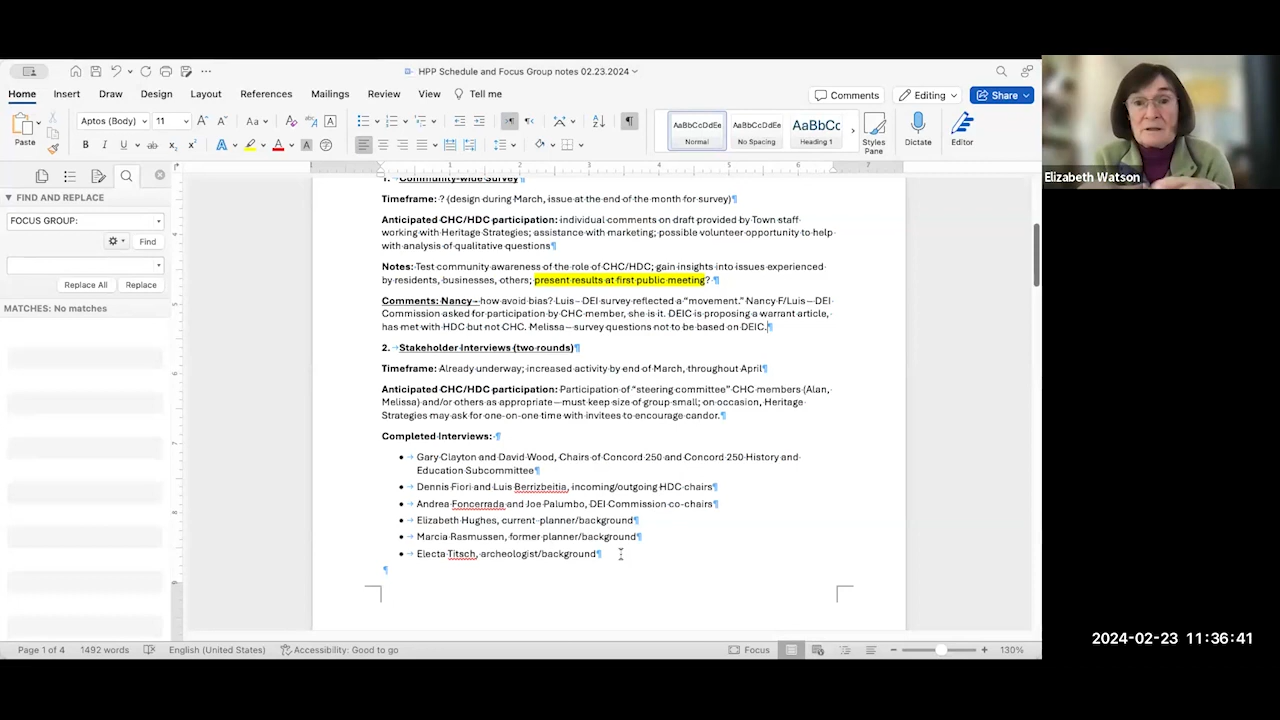 HPP Schedule and Focus Group notes 02.23.2024
Home Insert Draw Design Layout References Mailings Review View Tell me
Comments Editing Share
Paste
Aptos (Body) 11
AaBbCcDdEe AaBbCcDdEe AaBbCc
Normal No Spacing Heading 1
Styles Pane
Dictate
Editor
1 2 3 4 5 6 7
FIND AND REPLACE
FOCUS GROUP:
Find
Replace All Replace
MATCHES: No matches
1. Community-wide Survey
Timeframe: ? (design during March, issue at the end of the month for survey)
Anticipated CHC/HDC participation: individual comments on draft provided by Town staff
working with Heritage Strategies; assistance with marketing; possible volunteer opportunity to help
with analysis of qualitative questions
Notes: Test community awareness of the role of CHC/HDC; gain insights into issues experienced
by residents, businesses, others; present results at first public meeting?
Comments: Nancy – how avoid bias? Luis – DEI survey reflected a “movement.” Nancy F/Luis – DEI
Commission asked for participation by CHC member, she is it. DEIC is proposing a warrant article,
has met with HDC but not CHC. Melissa – survey questions not to be based on DEIC.
2. Stakeholder Interviews (two rounds)
Timeframe: Already underway; increased activity by end of March, throughout April
Anticipated CHC/HDC participation: Participation of “steering committee” CHC members (Alan,
Melissa) and/or others as appropriate – must keep size of group small; on occasion, Heritage
Strategies may ask for one-on-one time with invitees to encourage candor.
Completed Interviews:
• Gary Clayton and David Wood, Chairs of Concord 250 and Concord 250 History and
Education Subcommittee
• Dennis Fiori and Luis Berrizbeitia, incoming/outgoing HDC chairs
• Andrea Foncerrada and Joe Palumbo, DEI Commission co-chairs
• Elizabeth Hughes, current planner/background
• Marcia Rasmussen, former planner/background
• Electa Titsch, archeologist/background
Page 1 of 4 1492 words English (United States) Accessibility: Good to go Focus 130%
Elizabeth Watson
2024-02-23 11:36:41